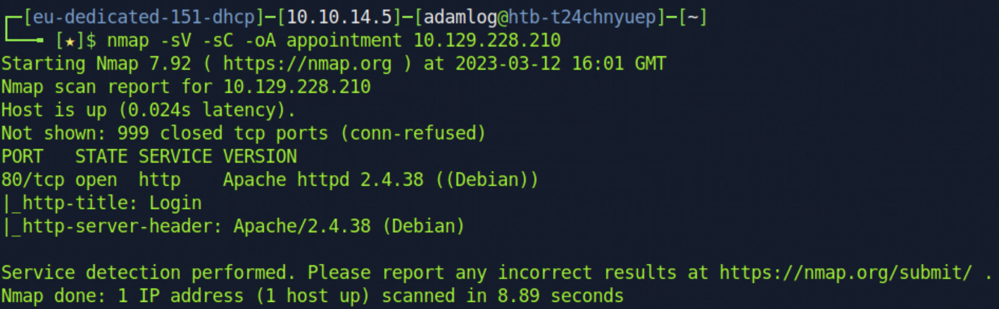 ┌─[eu-dedicated-151-dhcp]─[10.10.14.5]─[adamlog@htb-t24chnyuep]─[~]
└──╼ [★]$ nmap -sV -sC -oA appointment 10.129.228.210
Starting Nmap 7.92 ( https://nmap.org ) at 2023-03-12 16:01 GMT
Nmap scan report for 10.129.228.210
Host is up (0.024s latency).
Not shown: 999 closed tcp ports (conn-refused)
PORT   STATE SERVICE VERSION
80/tcp open  http    Apache httpd 2.4.38 ((Debian))
|_http-title: Login
|_http-server-header: Apache/2.4.38 (Debian)
Service detection performed. Please report any incorrect results at https://nmap.org/submit/ .
Nmap done: 1 IP address (1 host up) scanned in 8.89 seconds